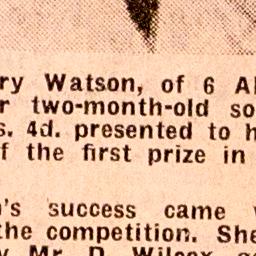 ry Watson, of 6 Al
r two-month-old so
s. 4d. presented to h
f the first prize in
's success came
the competition. She
Mr. D. Wilcox